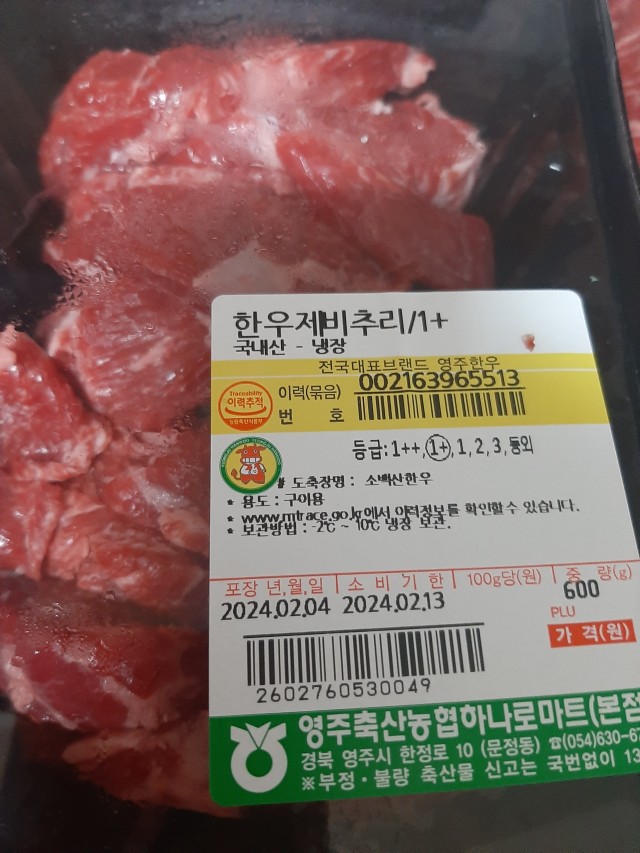 한우제비추리/1+
국내산 - 냉장
전국대표브랜드 영주한우
Traceability
이력추적
이력(묶음)
번 호
002163965513
등급:1++,1+,1,2,3,등외
* 도축장명 : 소백산한우
* 용도 : 구이용
* www.mtrace.go.kr에서 이력정보를 확인할수 있습니다.
* 보관방법 : -2℃ ~ 10℃ 냉장 보관.
포장 년,월,일 소비기한 100g당(원) 중 량(g)
2024.02.04 2024.02.13 600
PLU
가 격(원)
2602760530049
영주축산농협하나로마트(본점
경북 영주시 한정로 10 (문정동) ☎(054)630-67
※부정·불량 축산물 신고는 국번없이 13